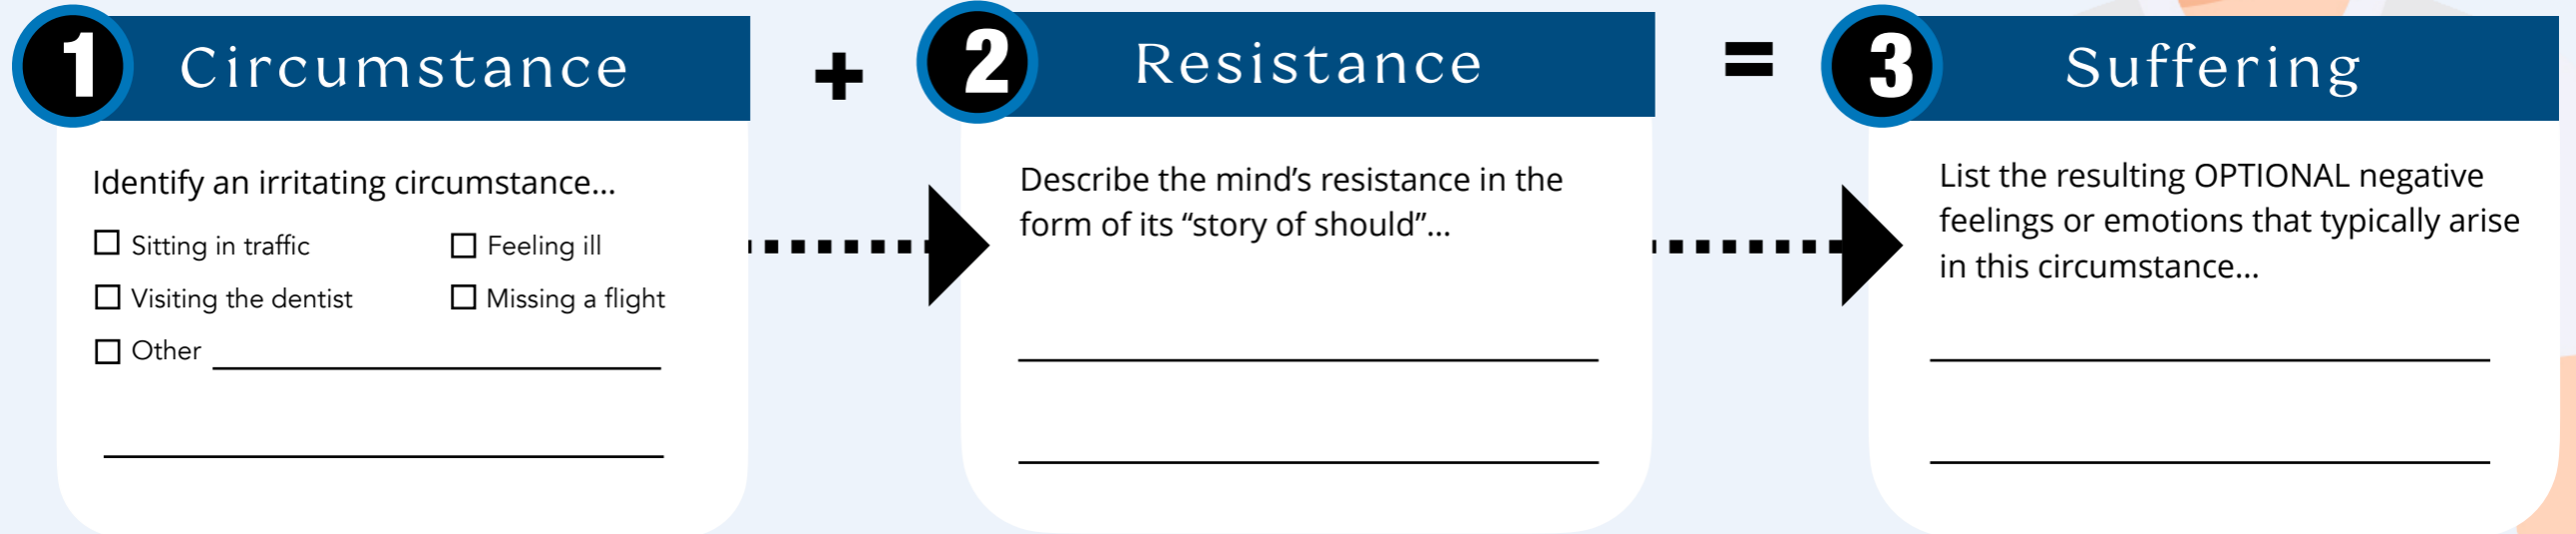 1 Circumstance
+
2 Resistance
=
3 Suffering
Identify an irritating circumstance...
Sitting in traffic
Feeling ill
Visiting the dentist
Missing a flight
Other
Describe the mind's resistance in the
form of its “story of should”...
List the resulting OPTIONAL negative
feelings or emotions that typically arise
in this circumstance...